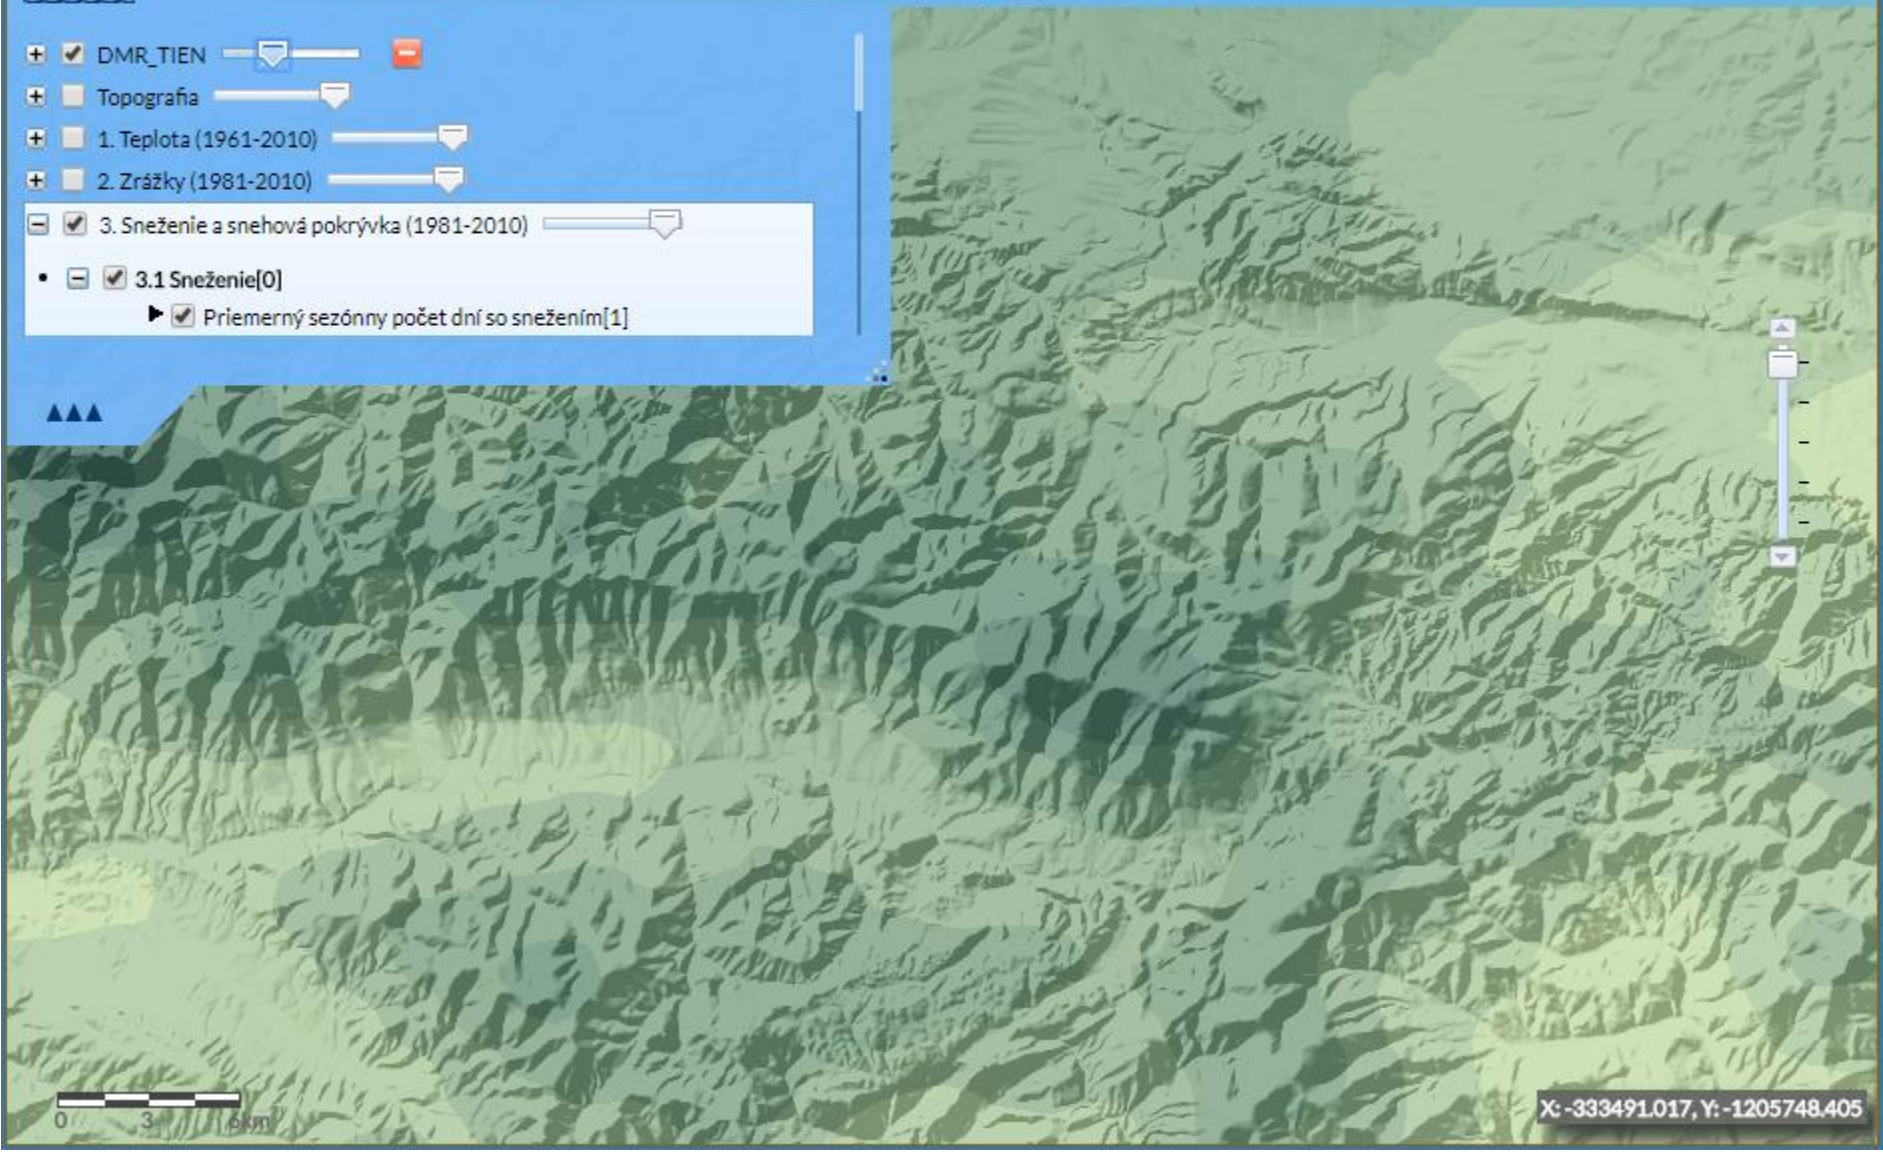 DMR_TIEN
Topografia
1. Teplota (1961-2010)
2. Zrážky (1981-2010)
3. Sneženie a snehová pokrývka (1981-2010)
3.1 Sneženie[0]
Priemerný sezónny počet dní so snežením[1]
0 3 6km
X: -333491.017, Y: -1205748.405